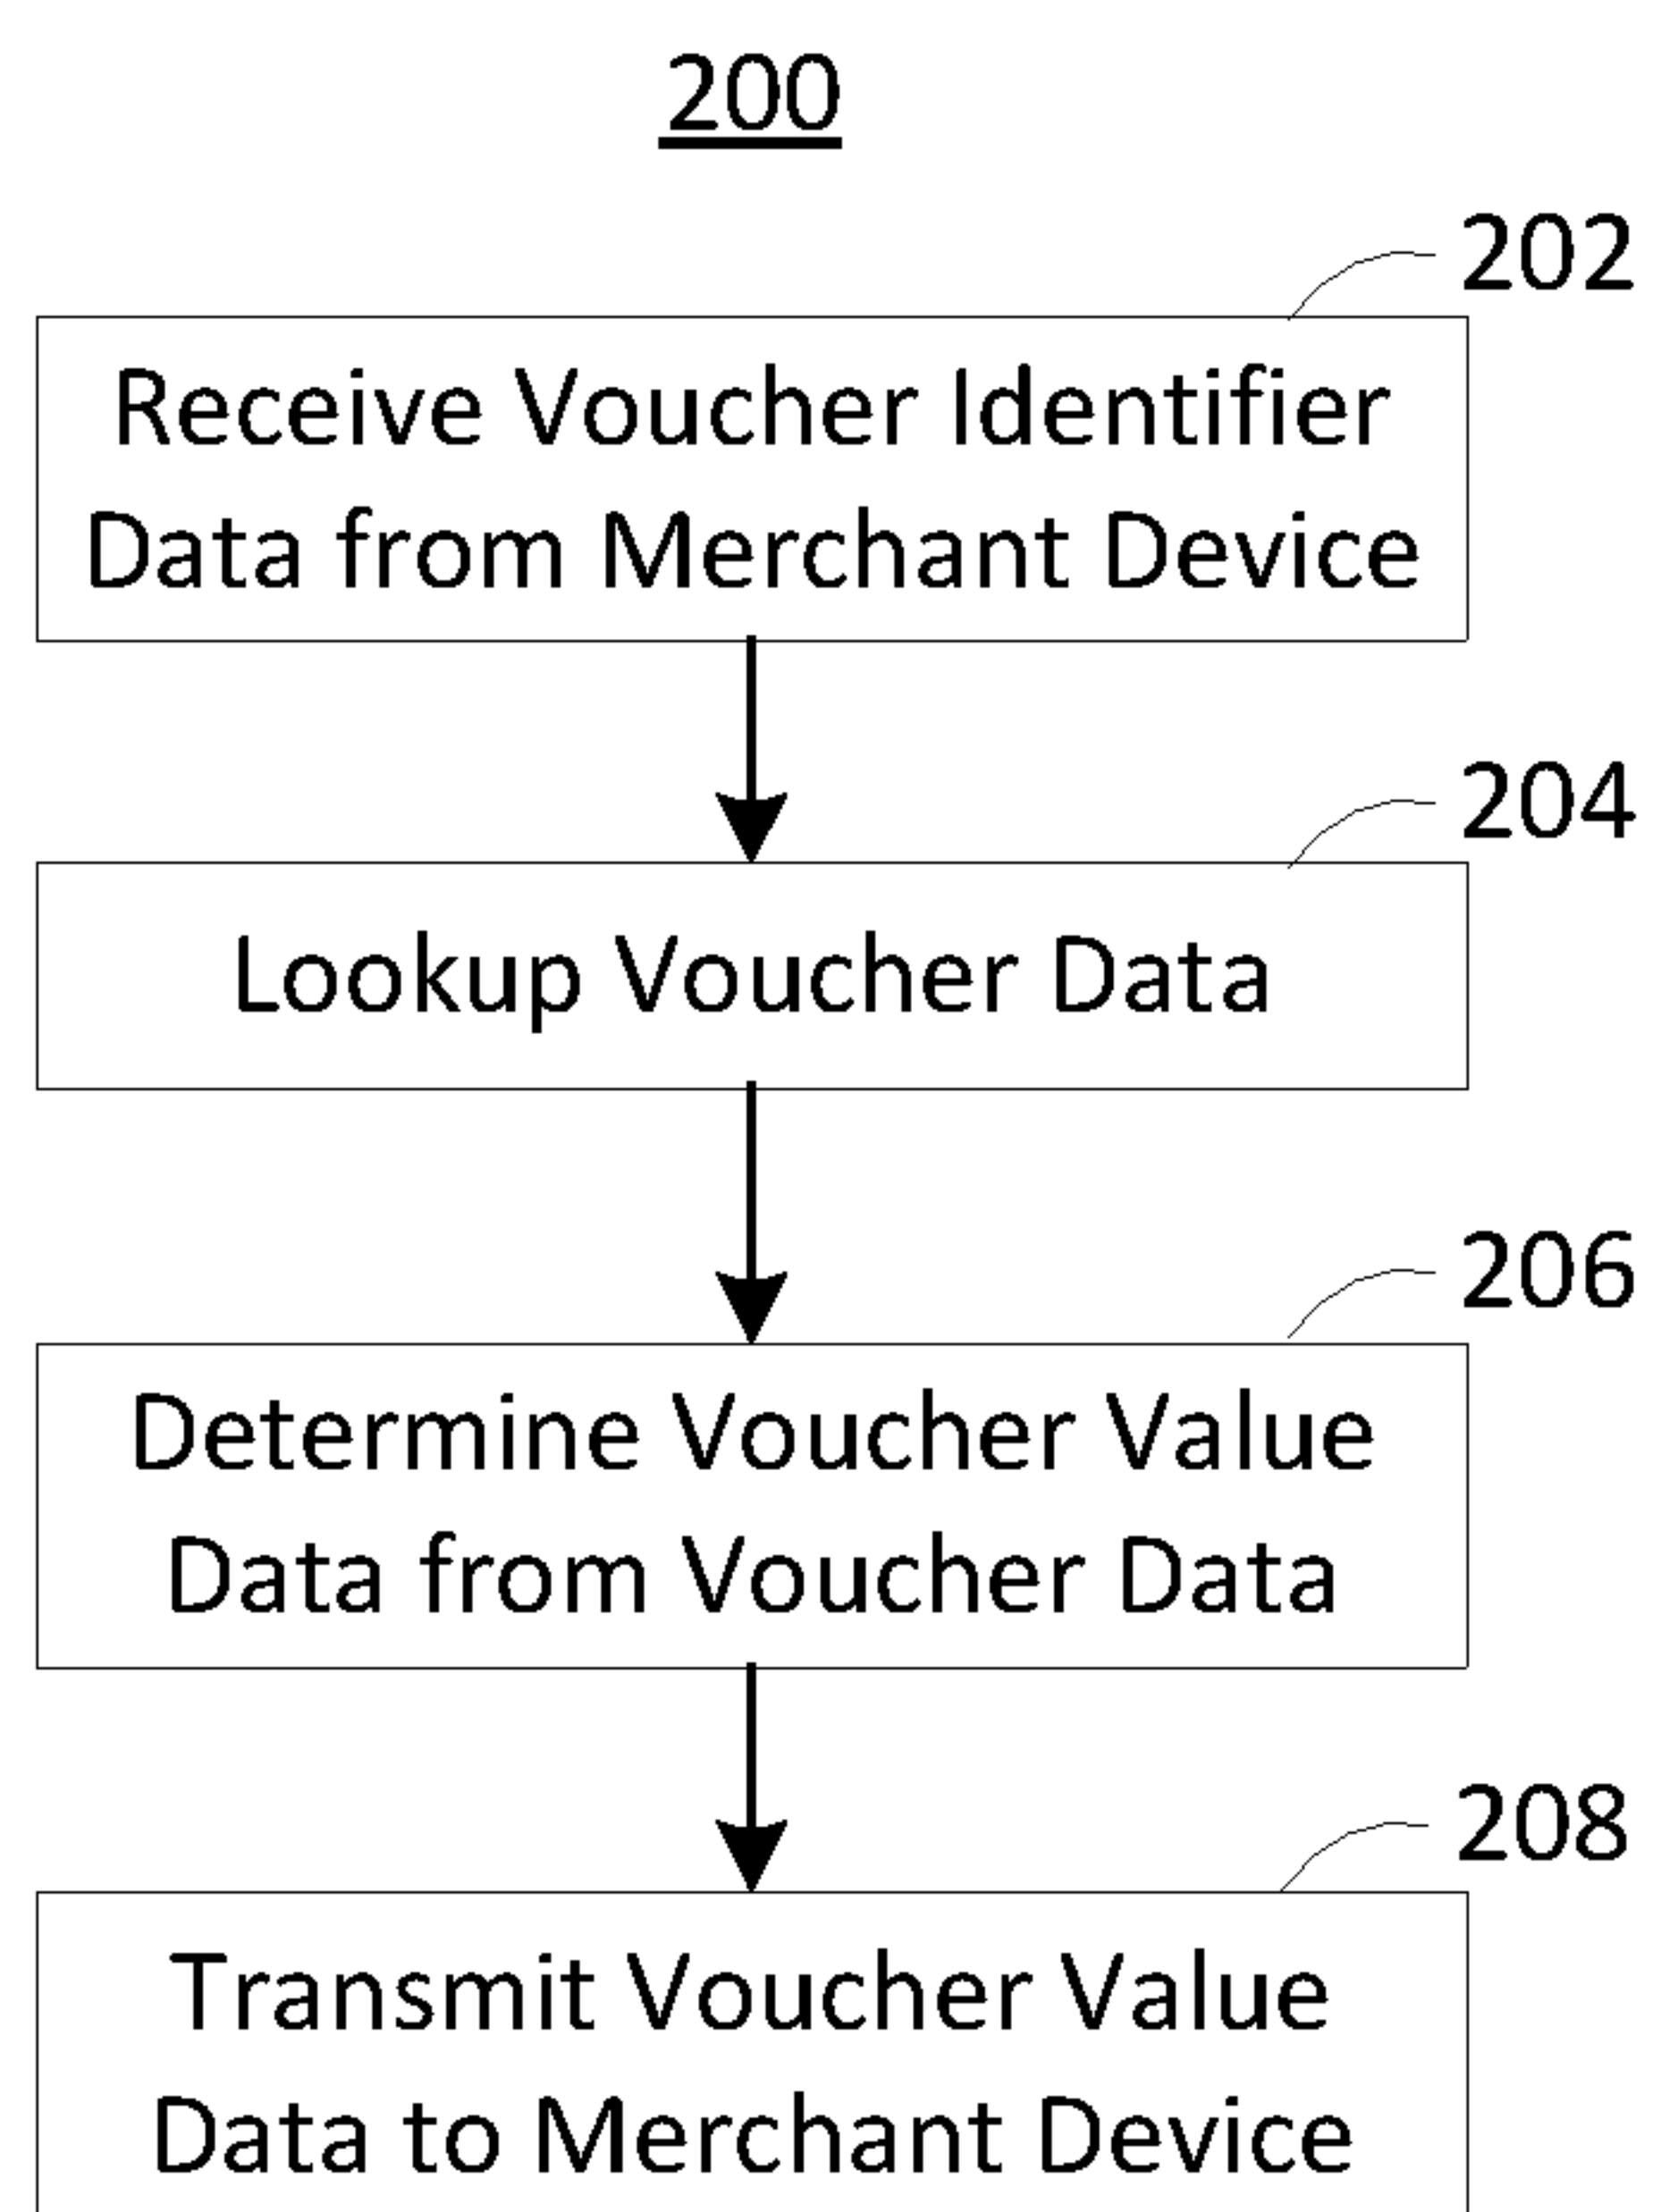 200
202
Receive Voucher Identifier
Data from Merchant Device
204
Lookup Voucher Data
206
Determine Voucher Value
Data from Voucher Data
208
Transmit Voucher Value
Data to Merchant Device